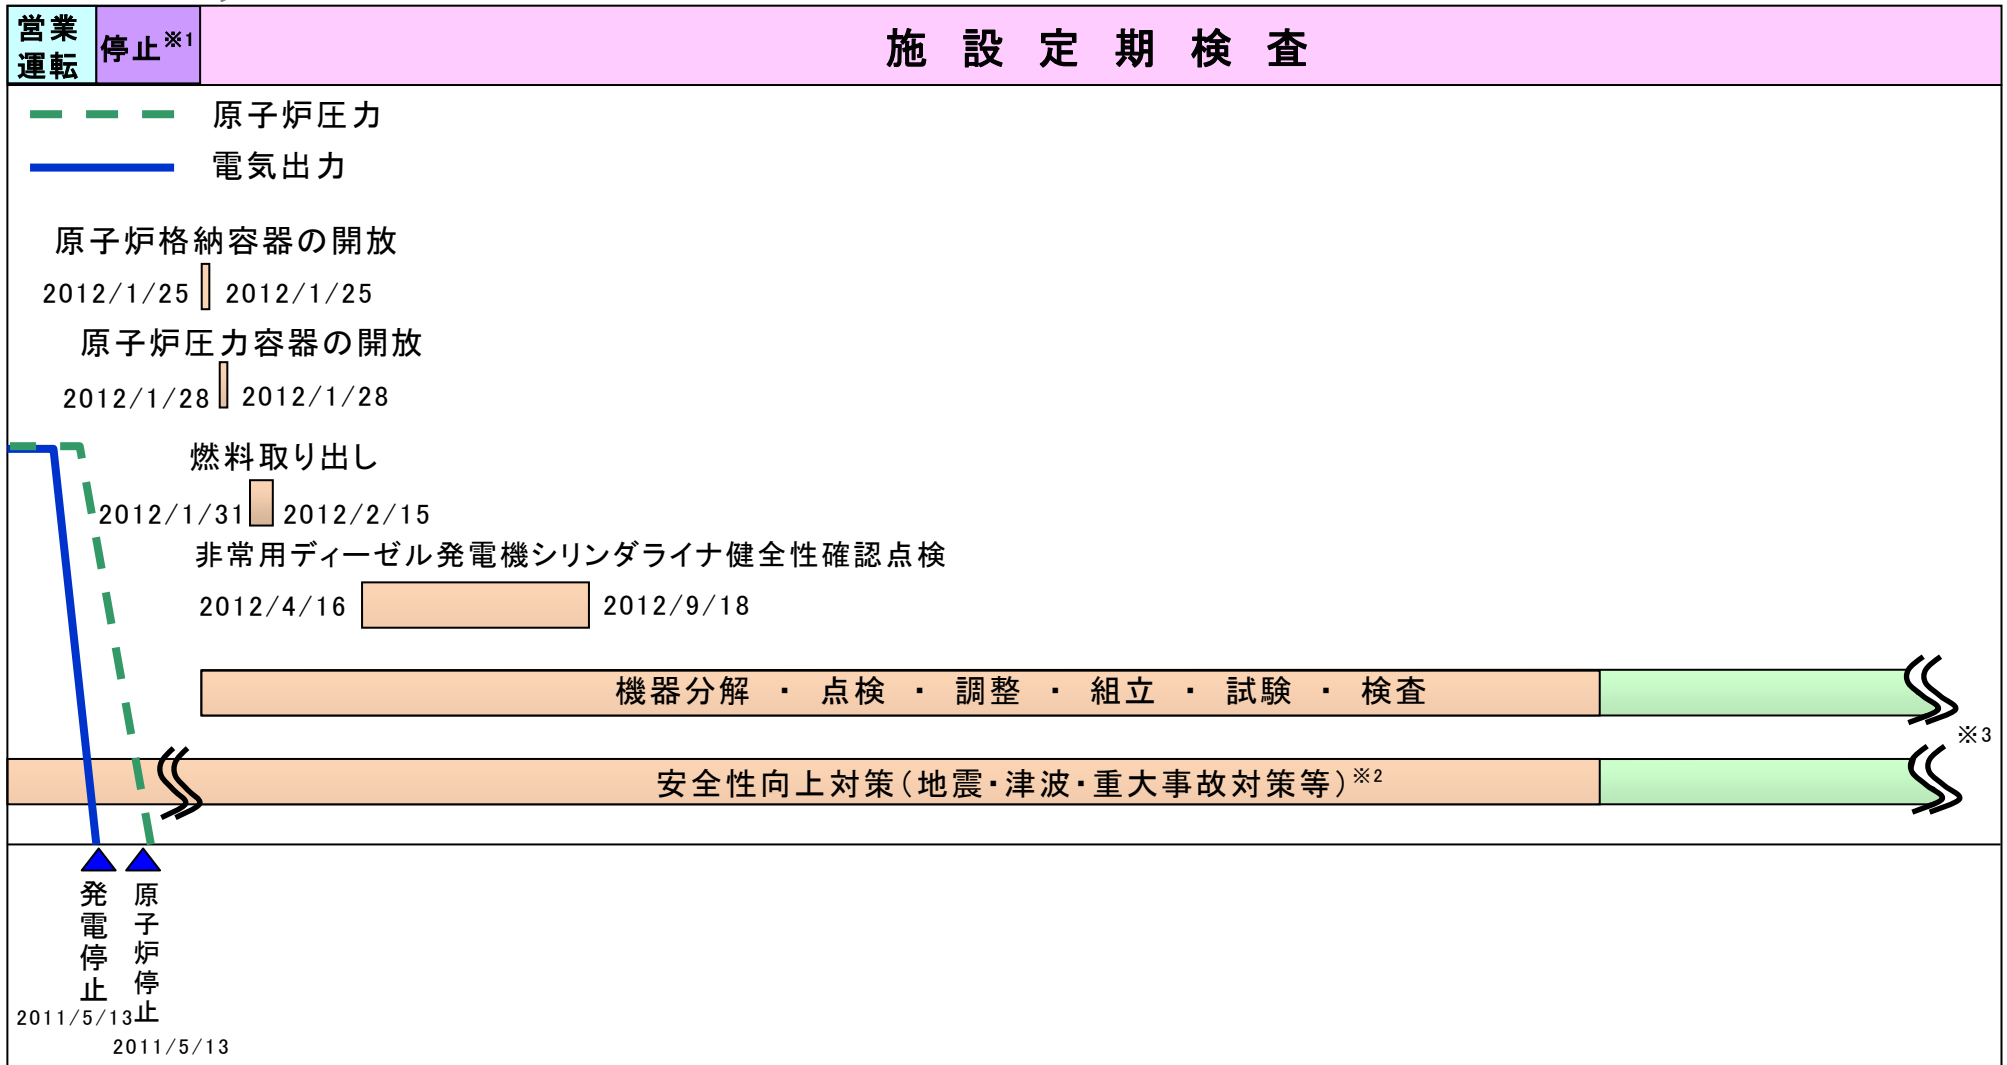 営業
運転
停止※1
施設定期検査
原子炉圧力
電気出力
原子炉格納容器の開放
2012/1/25 2012/1/25
原子炉圧力容器の開放
2012/1/28 2012/1/28
燃料取り出し
2012/1/31 2012/2/15
非常用ディーゼル発電機シリンダライナ健全性確認点検
2012/4/16 2012/9/18
機器分解 ・ 点検 ・ 調整 ・ 組立 ・ 試験 ・ 検査
※3
安全性向上対策(地震・津波・重大事故対策等)※2
発電停止
2011/5/13
原子炉停止
2011/5/13